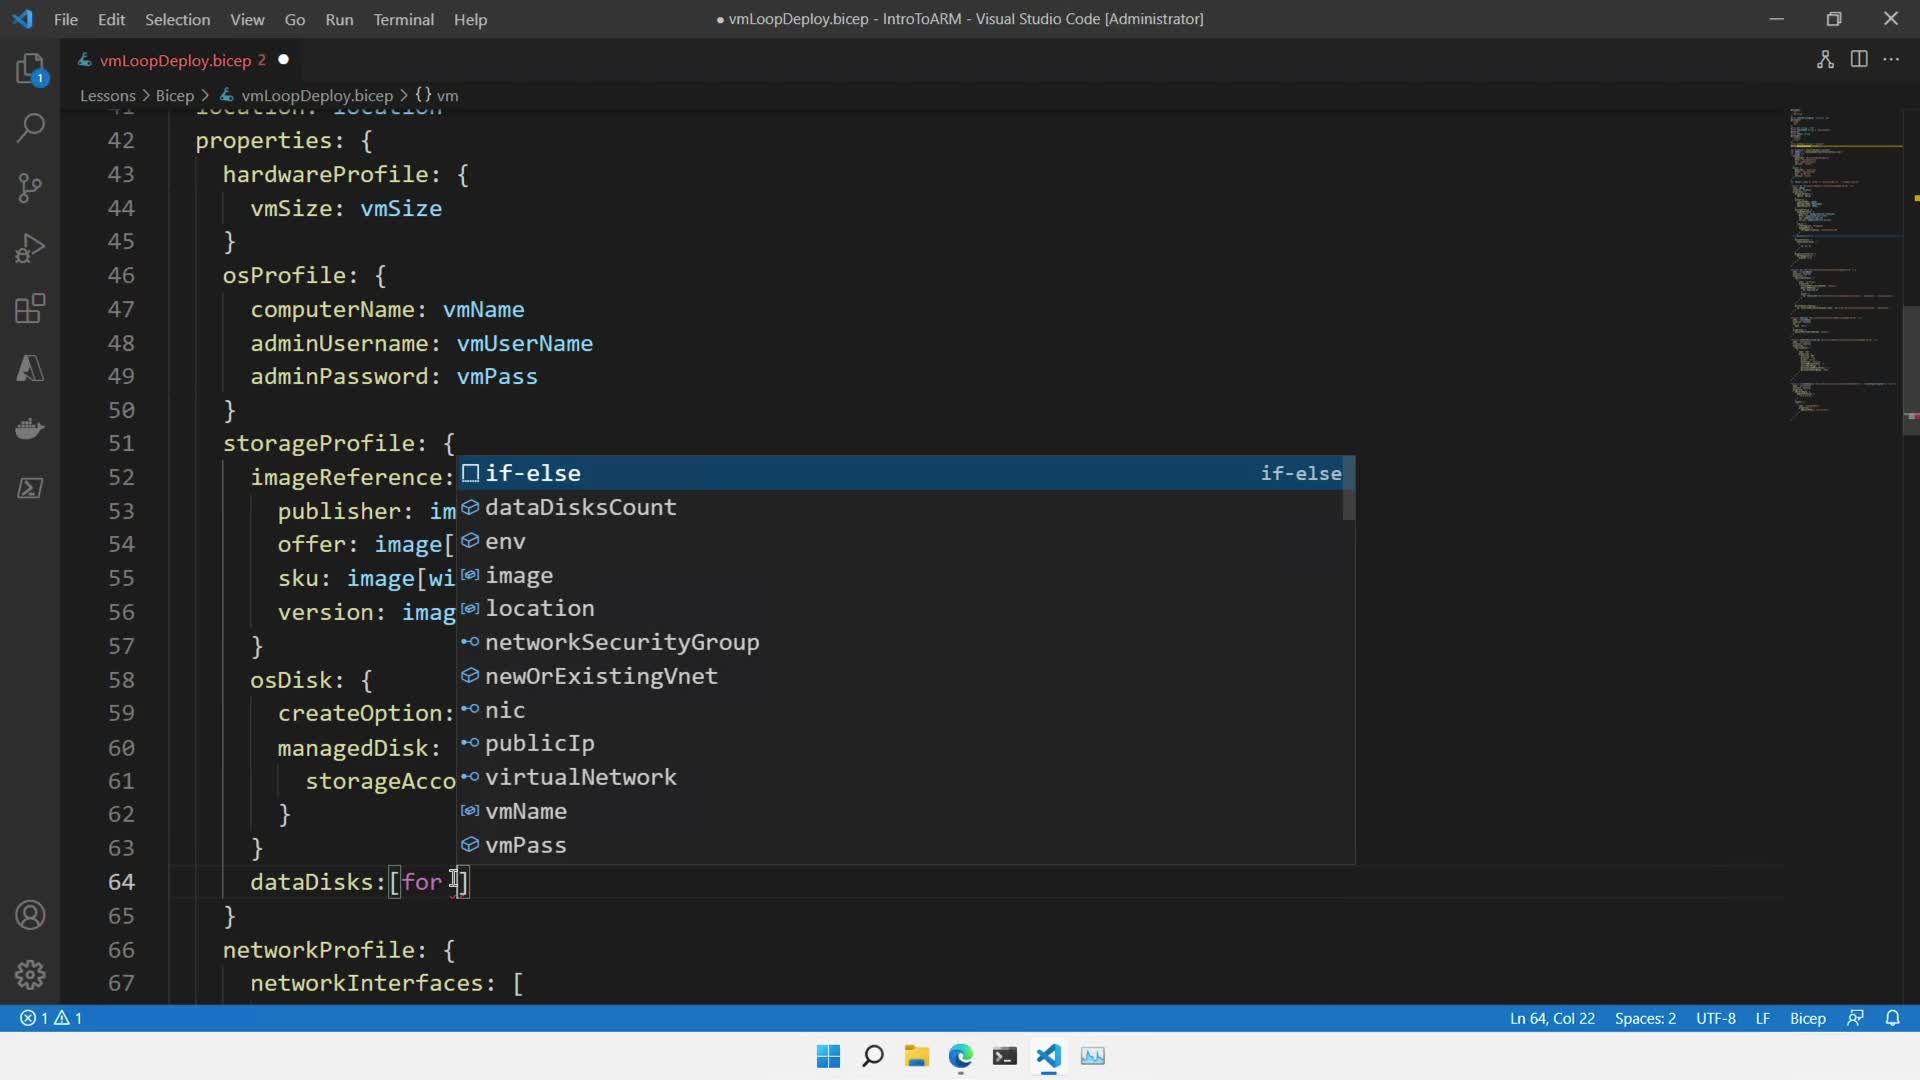 File Edit Selection View Go Run Terminal Help
● vmLoopDeploy.bicep - IntroToARM - Visual Studio Code [Administrator]
vmLoopDeploy.bicep 2 ●
Lessons > Bicep > vmLoopDeploy.bicep > {} vm
1
41 location: location
42 properties: {
43 hardwareProfile: {
44 vmSize: vmSize
45 }
46 osProfile: {
47 computerName: vmName
48 adminUsername: vmUserName
49 adminPassword: vmPass
50 }
51 storageProfile: {
52 imageReference:
53 publisher: im
54 offer: image[
55 sku: image[wi
56 version: imag
57 }
58 osDisk: {
59 createOption:
60 managedDisk:
61 storageAcco
62 }
63 }
64 dataDisks:[for ]
65 }
66 networkProfile: {
67 networkInterfaces: [
if-else if-else
dataDisksCount
env
image
location
networkSecurityGroup
newOrExistingVnet
nic
publicIp
virtualNetwork
vmName
vmPass
1 1
Ln 64, Col 22 Spaces: 2 UTF-8 LF Bicep